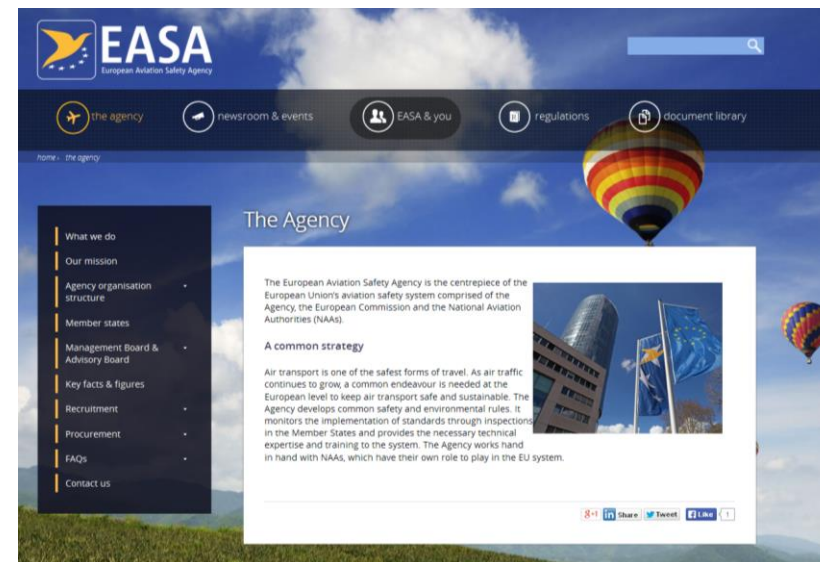 EASA
European Aviation Safety Agency
the agency
newsroom & events
EASA & you
regulations
document library
home - the agency
What we do
Our mission
Agency organisation
structure
Member states
Management Board &
Advisory Board
Key facts & figures
Recruitment
Procurement
FAQs
Contact us
The Agency
The European Aviation Safety Agency is the centrepiece of the
European Union's aviation safety system comprised of the
Agency, the European Commission and the National Aviation
Authorities (NAAs).
A common strategy
Air transport is one of the safest forms of travel. As air traffic
continues to grow, a common endeavour is needed at the
European level to keep air transport safe and sustainable. The
Agency develops common safety and environmental rules. It
monitors the implementation of standards through inspections
in the Member States and provides the necessary technical
expertise and training to the system. The Agency works hand
in hand with NAAs, which have their own role to play in the EU system.
g+1 in Share Tweet f Like 1